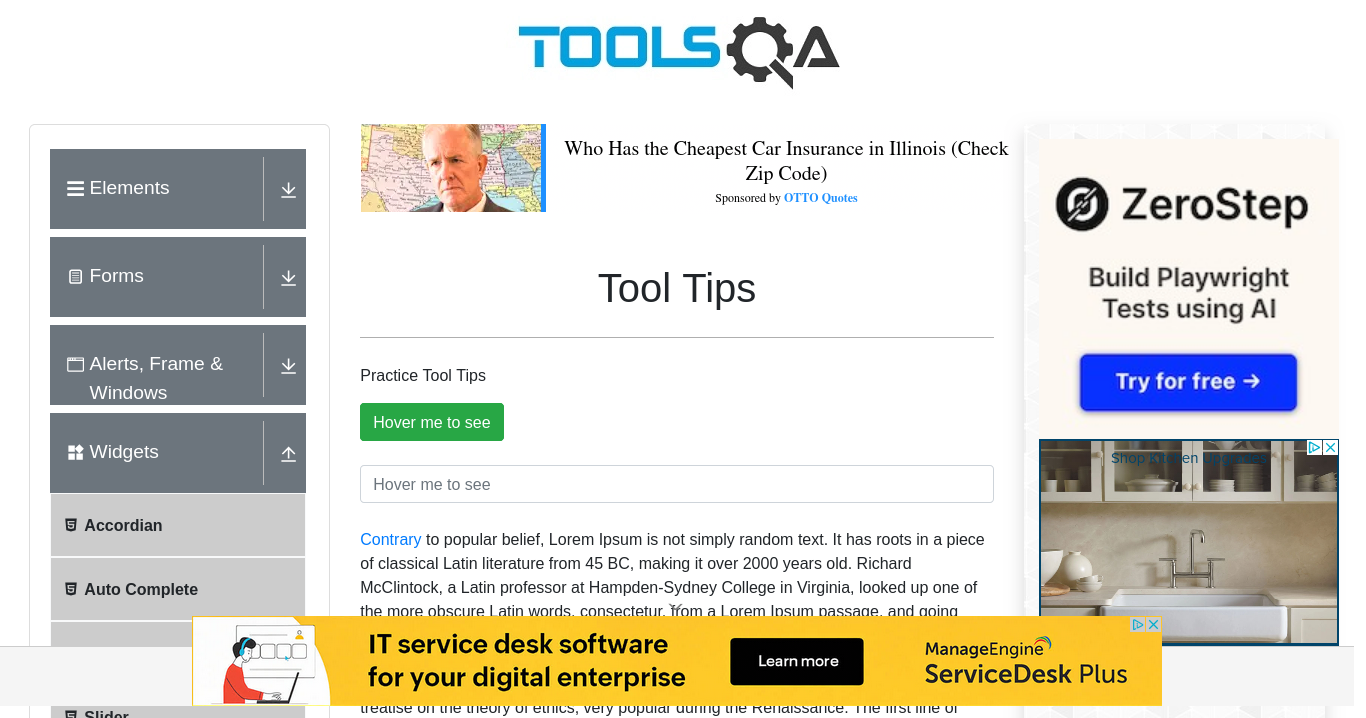 TOOLSQA
Elements
Forms
Alerts, Frame &
Windows
Widgets
Accordian
Auto Complete
Slider
Who Has the Cheapest Car Insurance in Illinois (Check
Zip Code)
Sponsored by OTTO Quotes
Tool Tips
Practice Tool Tips
Hover me to see
Hover me to see
Contrary to popular belief, Lorem Ipsum is not simply random text. It has roots in a piece
of classical Latin literature from 45 BC, making it over 2000 years old. Richard
McClintock, a Latin professor at Hampden-Sydney College in Virginia, looked up one of
the more obscure Latin words, consectetur, from a Lorem Ipsum passage, and going
treatise on the theory of ethics, very popular during the Renaissance. The first line of
ZeroStep
Build Playwright
Tests using AI
Try for free →
Shop Kitchen Upgrades
IT service desk software
for your digital enterprise
Learn more
ManageEngine
ServiceDesk Plus